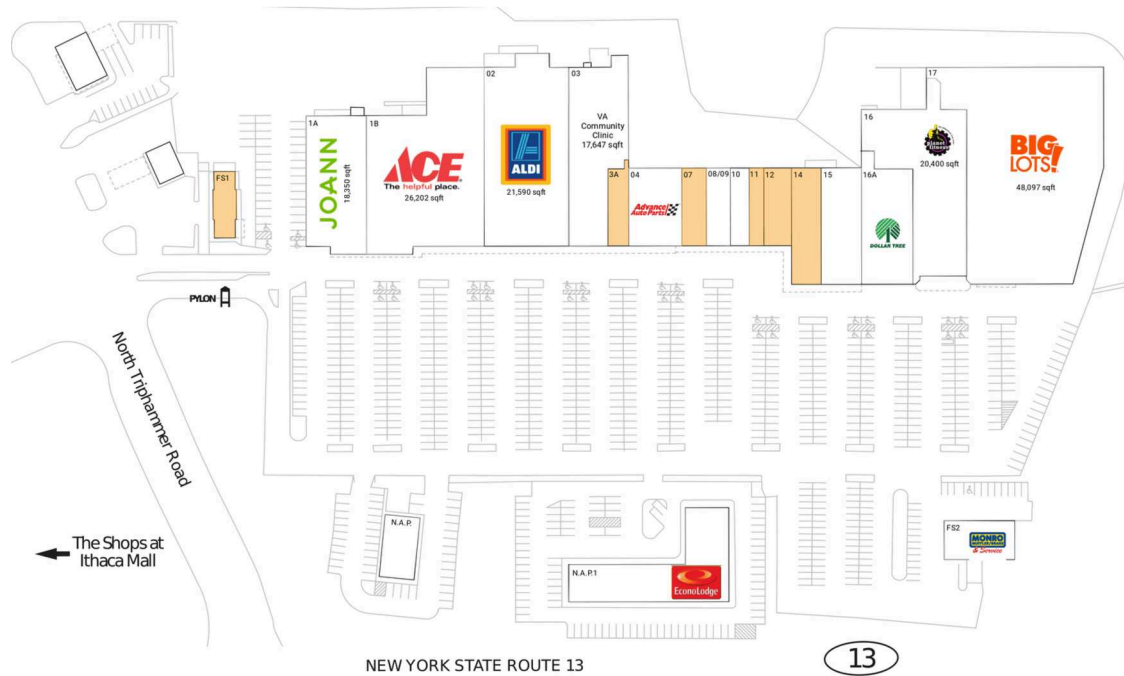 1A
JOANN
18,350 sqft
1B
ACE
The helpful place.
26,202 sqft
02
ALDI
21,590 sqft
03
VA
Community
Clinic
17,647 sqft
3A
04
Advance
Auto Parts
07
08/09
10
11
12
14
15
16
16A
DOLLAR TREE
17
planet
fitness
20,400 sqft
BIG
LOTS!
48,097 sqft
FS1
PYLON
North Triphammer Road
The Shops at
Ithaca Mall
N.A.P.
N.A.P.1
EconoLodge
FS2
MONRO
MUFFLER/BRAKE
& Service
NEW YORK STATE ROUTE 13
13